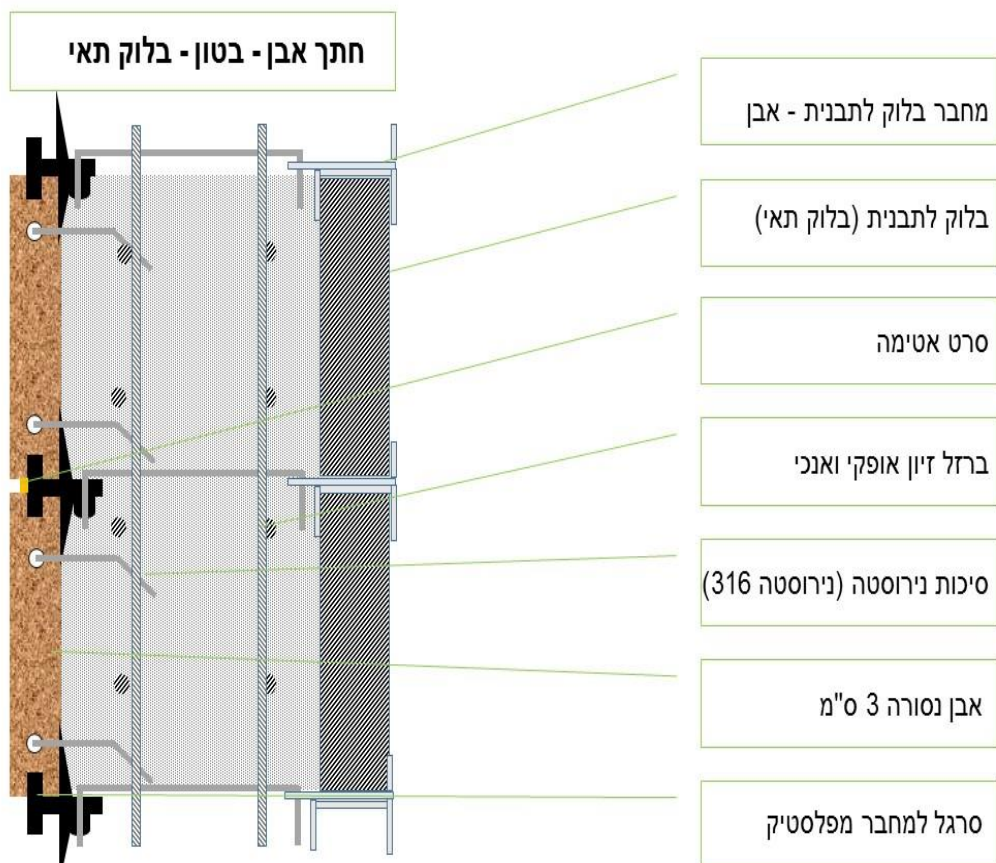 חתך אבן - בטון - בלוק תאי
מחבר בלוק לתבנית - אבן
בלוק לתבנית (בלוק תאי)
סרט אטימה
ברזל זיון אופקי ואנכי
סיכות נירוסטה (נירוסטה 316)
אבן נסורה 3 ס"מ
סרגל למחבר מפלסטיק